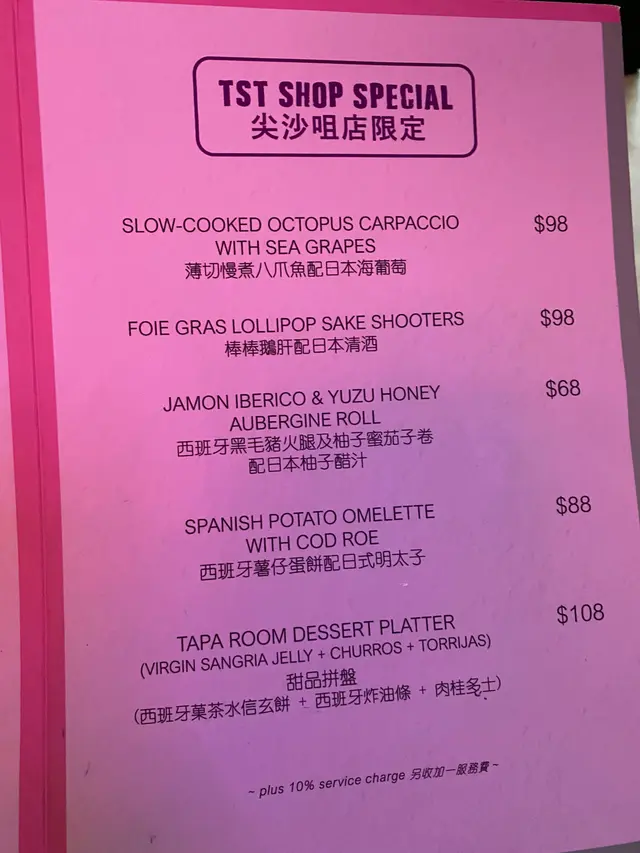 TST SHOP SPECIAL
尖沙咀店限定
SLOW-COOKED OCTOPUS CARPACCIO $98
WITH SEA GRAPES
薄切慢煮八爪魚配日本海葡萄
FOIE GRAS LOLLIPOP SAKE SHOOTERS $98
棒棒鵝肝配日本清酒
JAMON IBERICO & YUZU HONEY $68
AUBERGINE ROLL
西班牙黑毛豬火腿及柚子蜜茄子卷
配日本柚子醋汁
SPANISH POTATO OMELETTE $88
WITH COD ROE
西班牙薯仔蛋餅配日式明太子
TAPA ROOM DESSERT PLATTER $108
(VIRGIN SANGRIA JELLY + CHURROS + TORRIJAS)
甜品拼盤
(西班牙菓茶水信玄餅 + 西班牙炸油條 + 肉桂多士)
~ plus 10% service charge 另收加一服務費 ~